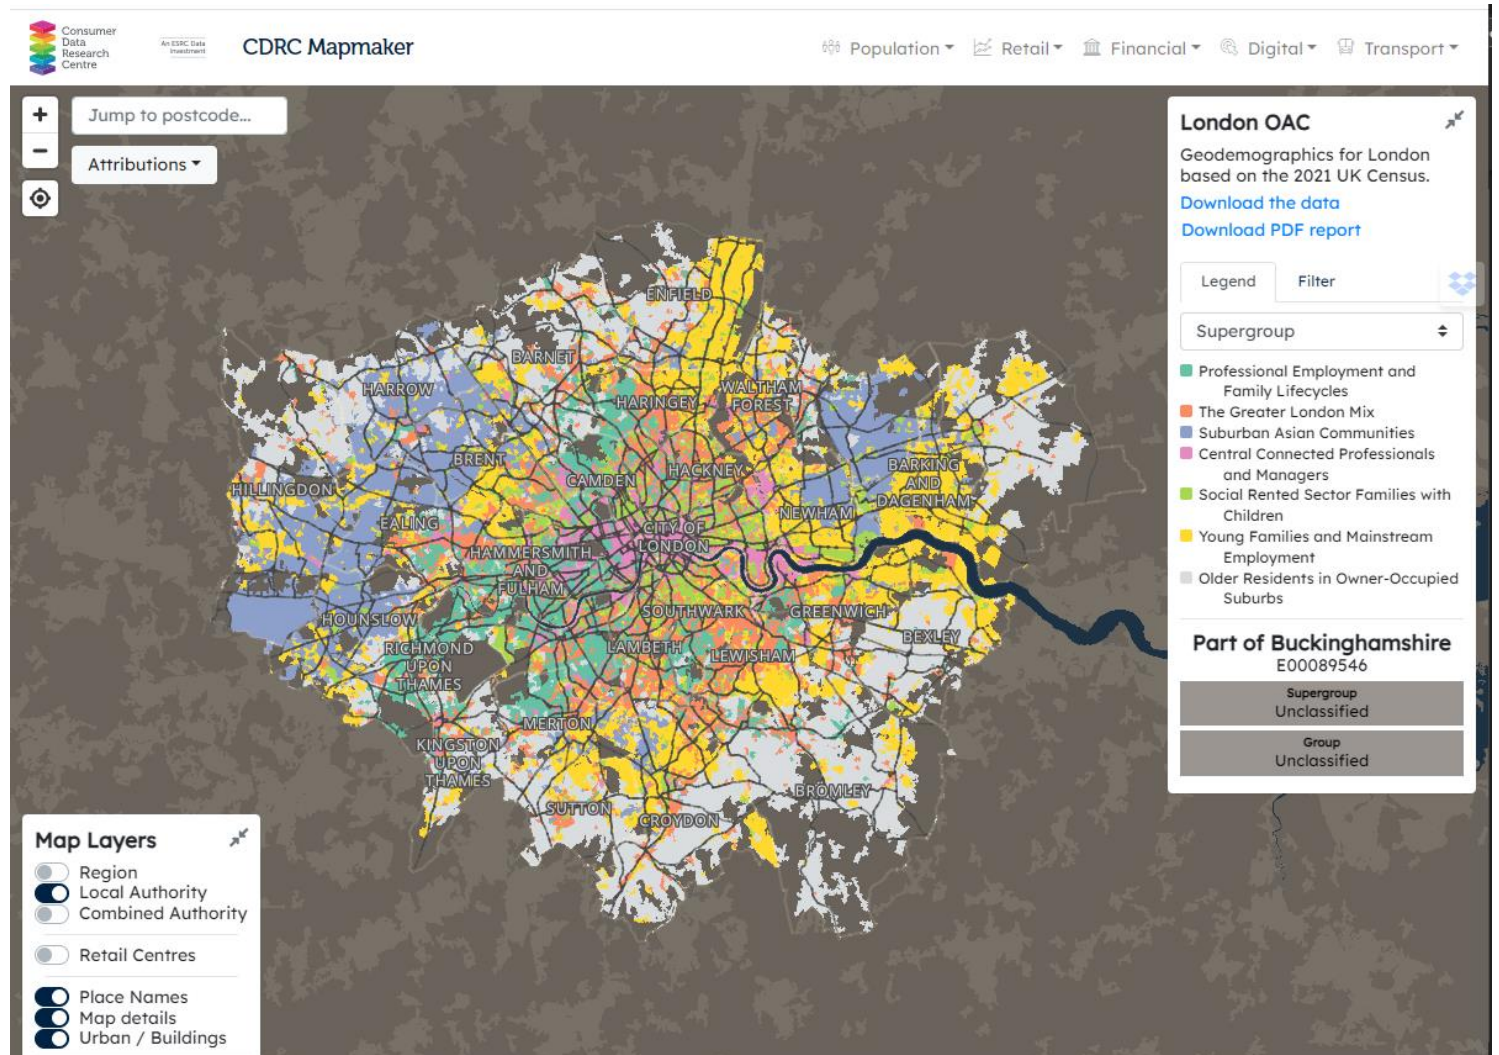 Consumer
Data
Research
Centre
An ESRC Data
Investment
CDRC Mapmaker
Population
Retail
Financial
Digital
Transport
+
−
Jump to postcode...
Attributions
London OAC
Geodemographics for London
based on the 2021 UK Census.
Download the data
Download PDF report
Legend
Filter
Supergroup
Professional Employment and
Family Lifecycles
The Greater London Mix
Suburban Asian Communities
Central Connected Professionals
and Managers
Social Rented Sector Families with
Children
Young Families and Mainstream
Employment
Older Residents in Owner-Occupied
Suburbs
Part of Buckinghamshire
E00089546
Supergroup
Unclassified
Group
Unclassified
ENFIELD
BARNET
HARROW
HARINGEY
WALTHAM
FOREST
BRENT
CAMDEN
HACKNEY
BARKING
AND
DAGENHAM
HILLINGDON
EALING
NEWHAM
CITY OF
LONDON
HAMMERSMITH
AND
FULHAM
HOUNSLOW
SOUTHWARK
GREENWICH
BEXLEY
RICHMOND
UPON
THAMES
LAMBETH
LEWISHAM
MERTON
KINGSTON
UPON
THAMES
SUTTON
CROYDON
BROMLEY
Map Layers
Region
Local Authority
Combined Authority
Retail Centres
Place Names
Map details
Urban / Buildings